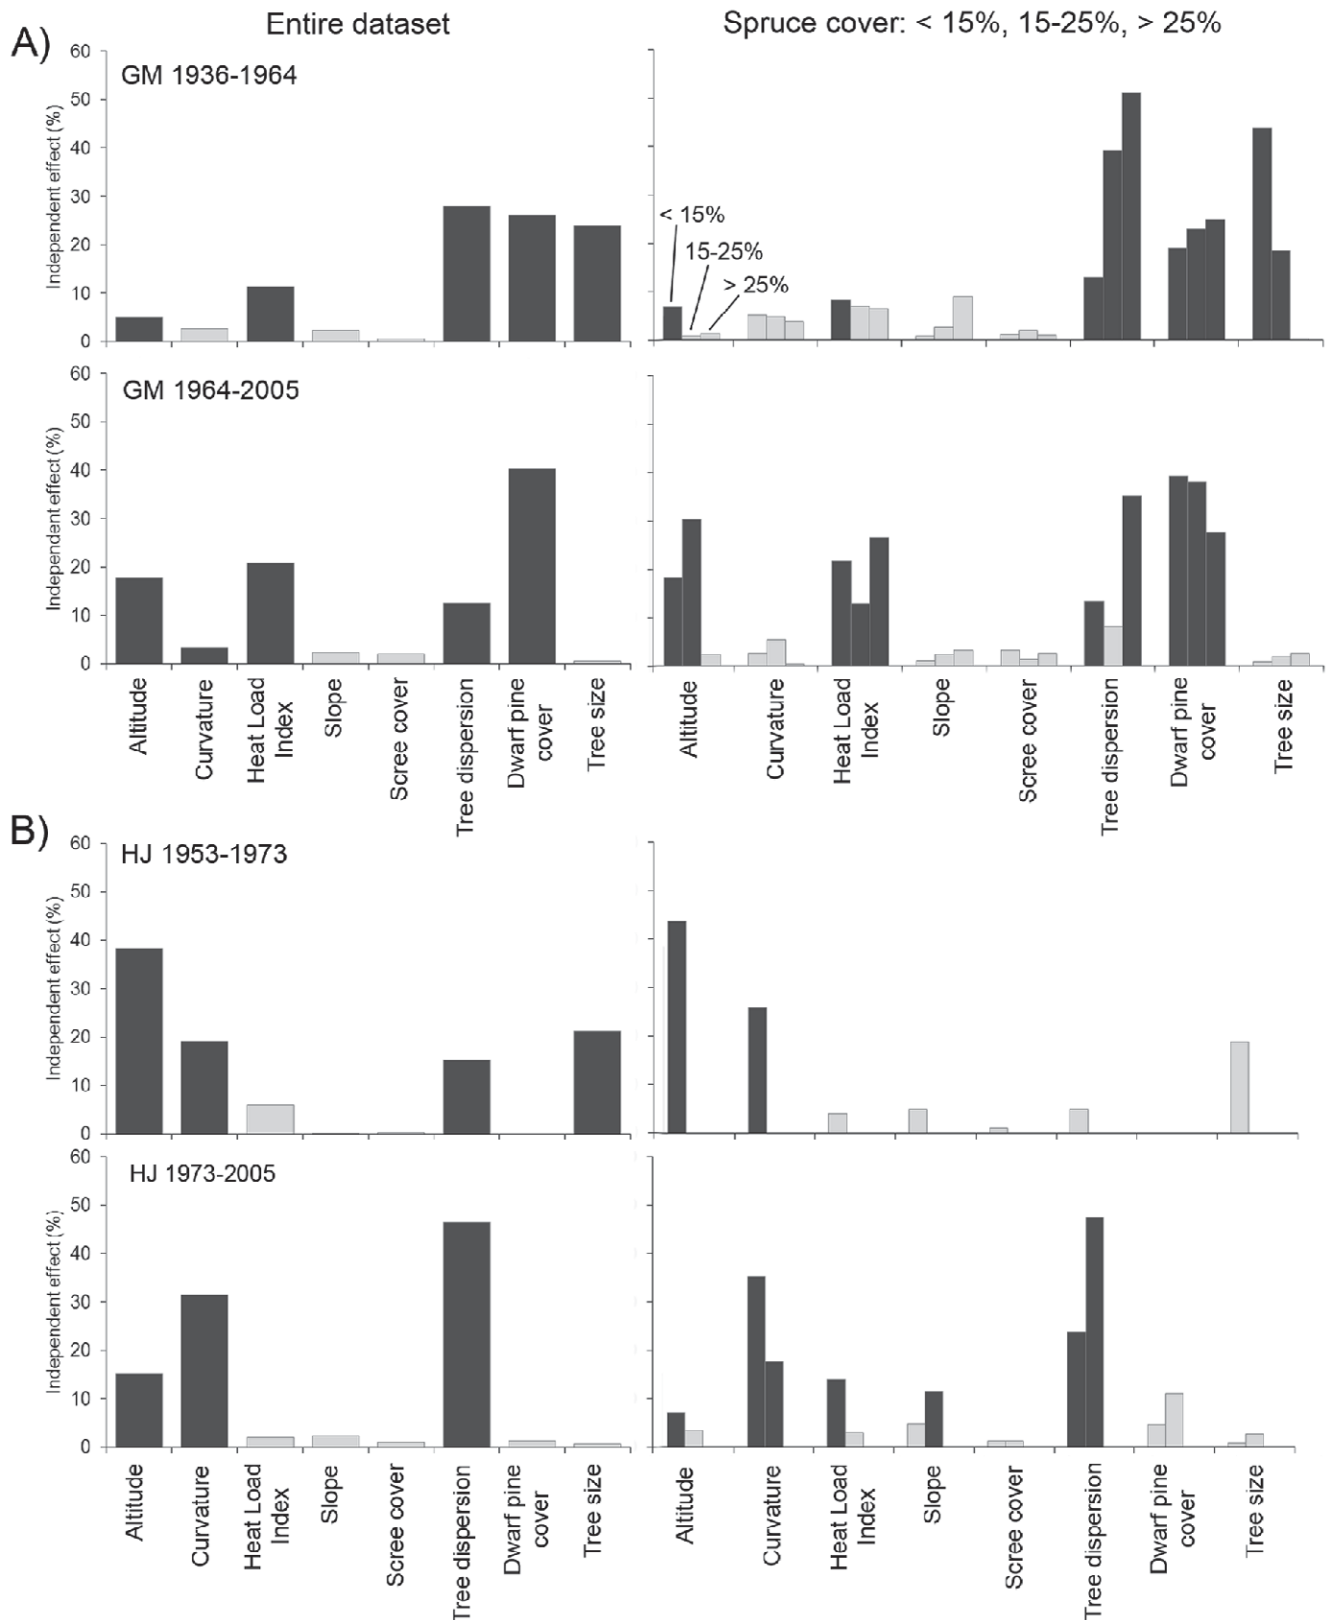 Entire dataset
Spruce cover: < 15%, 15-25%, > 25%
A)
60
50
40
30
20
10
0
Independent effect (%)
GM 1936-1964
< 15%
15-25%
> 25%
60
50
40
30
20
10
0
Independent effect (%)
GM 1964-2005
Altitude
Curvature
Heat Load
Index
Slope
Scree cover
Tree dispersion
Dwarf pine
cover
Tree size
Altitude
Curvature
Heat Load
Index
Slope
Scree cover
Tree dispersion
Dwarf pine
cover
Tree size
B)
60
50
40
30
20
10
0
Independent effect (%)
HJ 1953-1973
60
50
40
30
20
10
0
Independent effect (%)
HJ 1973-2005
Altitude
Curvature
Heat Load
Index
Slope
Scree cover
Tree dispersion
Dwarf pine
cover
Tree size
Altitude
Curvature
Heat Load
Index
Slope
Scree cover
Tree dispersion
Dwarf pine
cover
Tree size